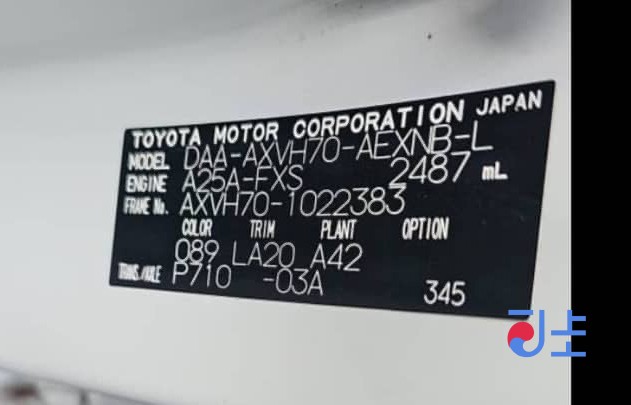 TOYOTA MOTOR CORPORATION JAPAN
MODEL DAA-AXVH70-AEXNB-L
ENGINE A25A-FXS 2487 mL
FRAME No. AXVH70-1022383
COLOR TRIM PLANT OPTION
089 LA20 A42
TRANS./AXLE P710 -03A
345